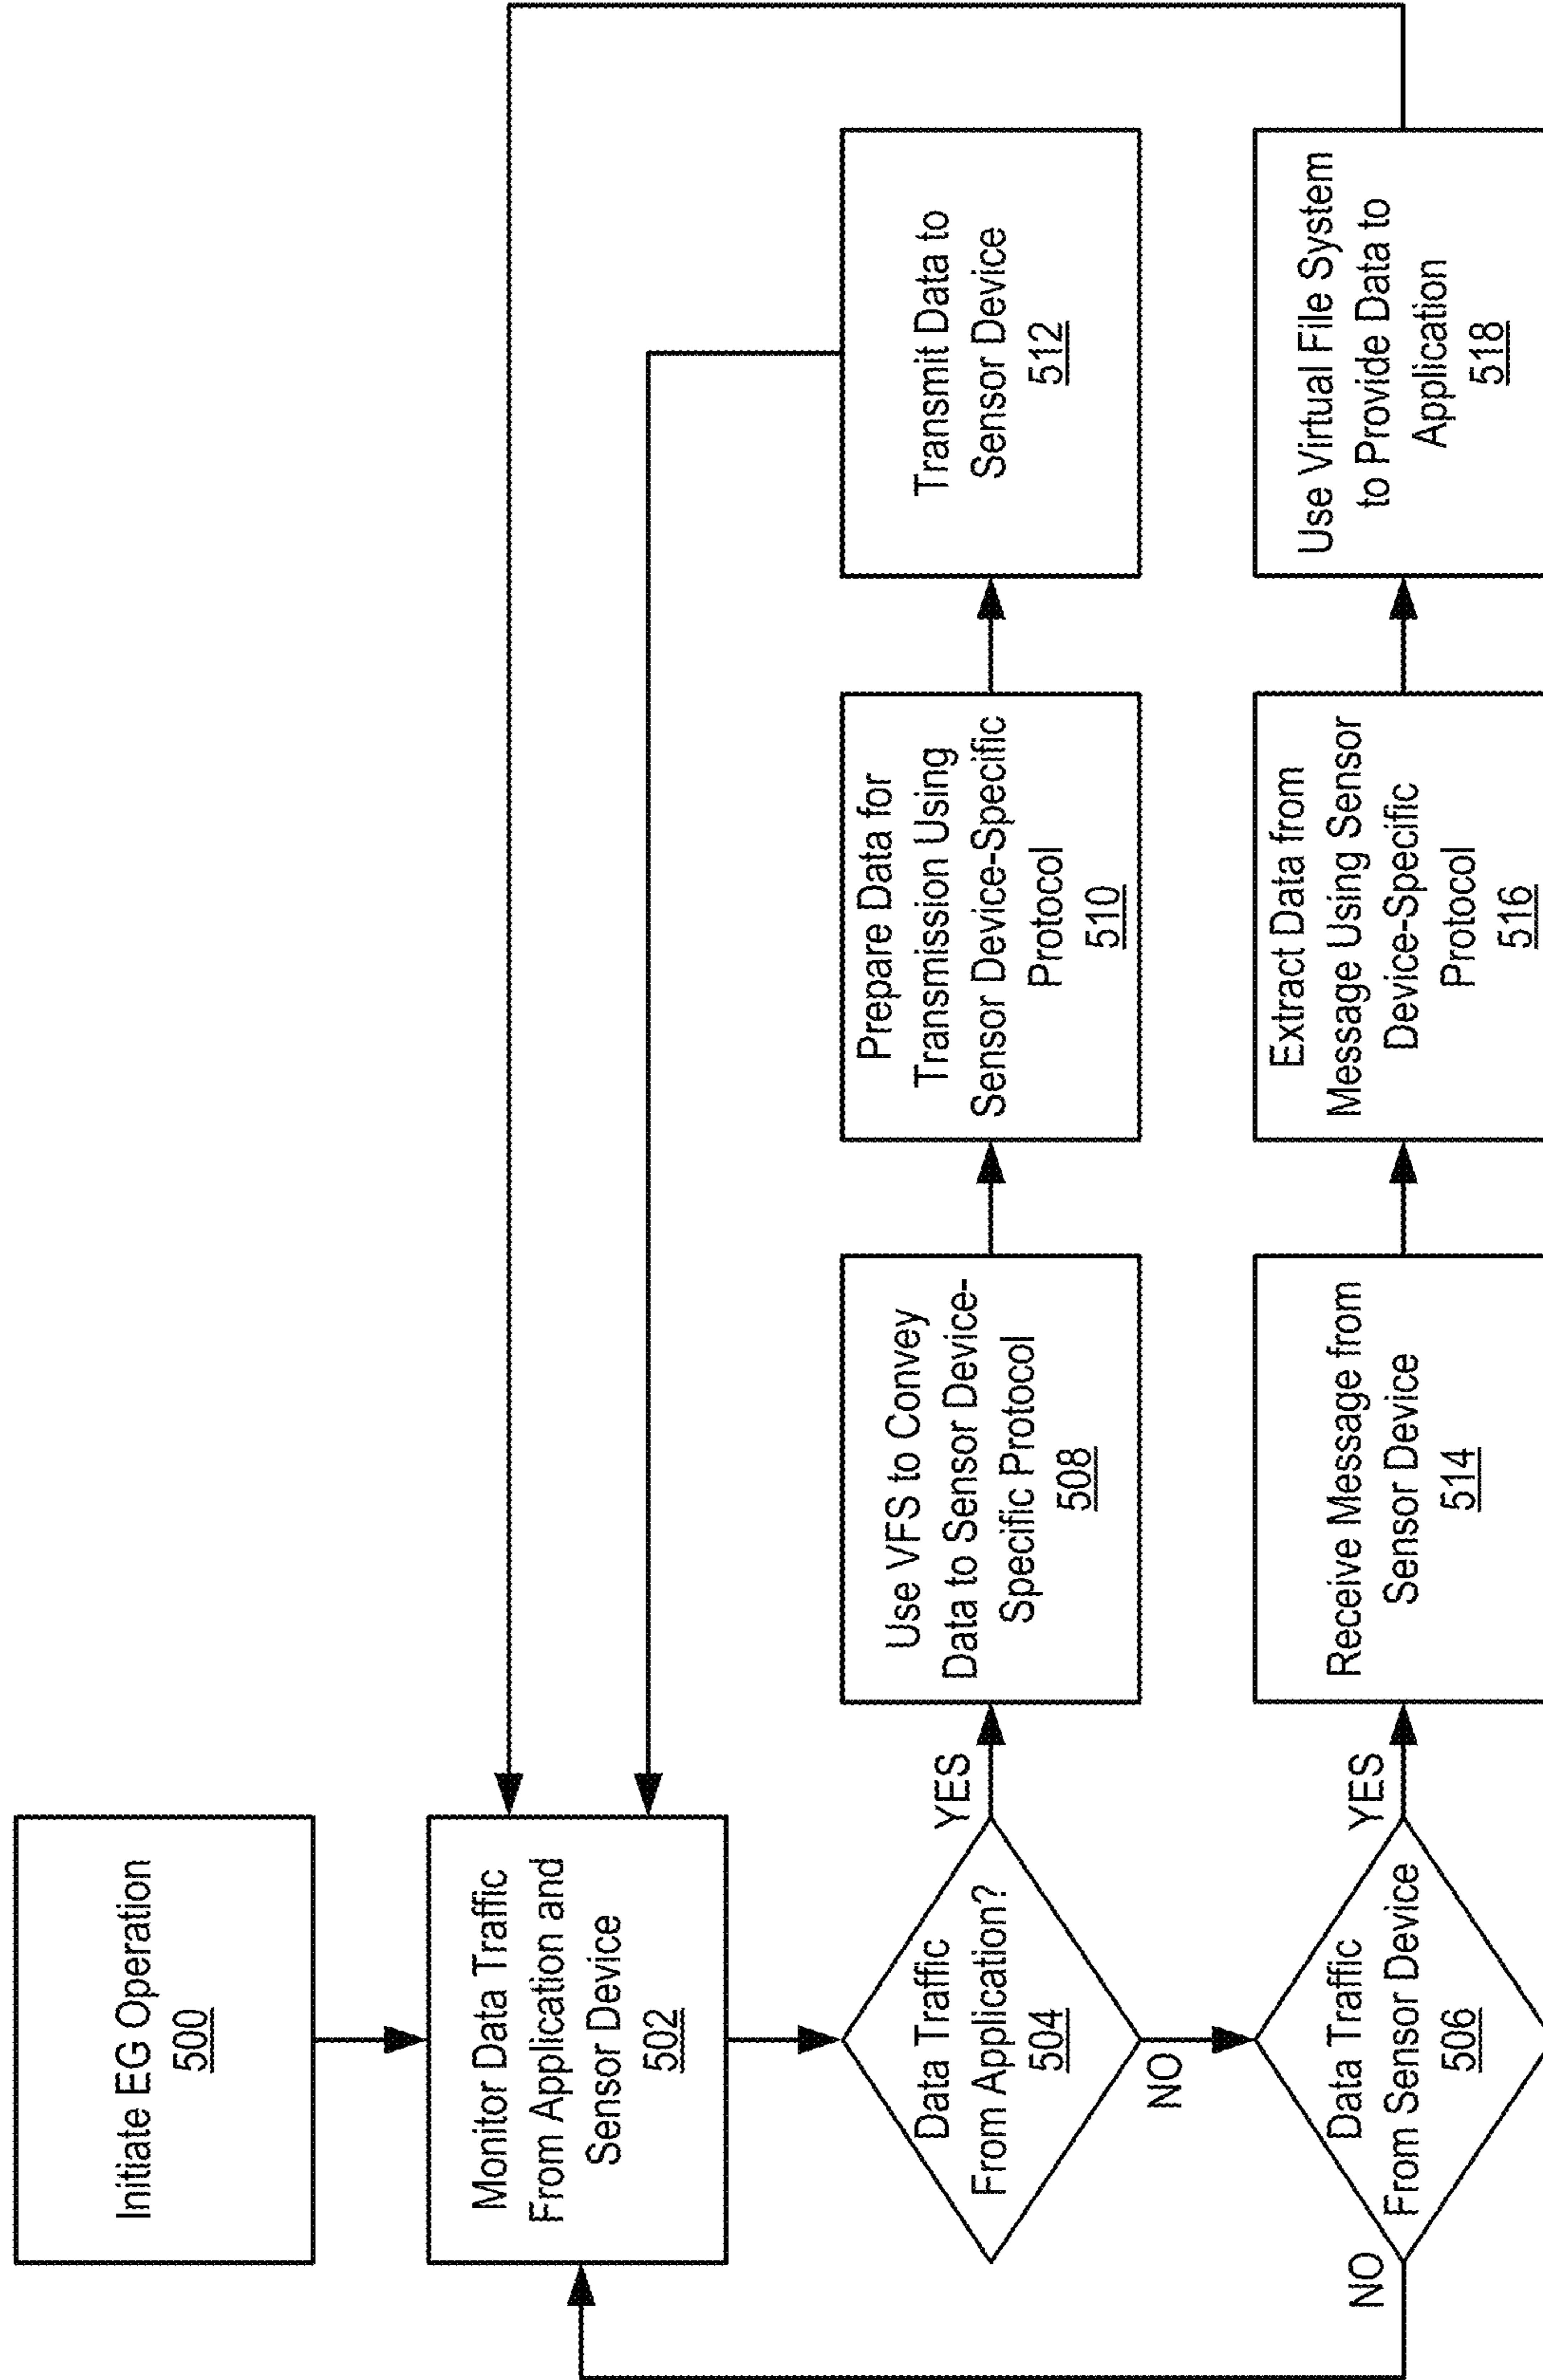 Initiate EG Operation
500
Monitor Data Traffic
From Application and
Sensor Device
502
Data Traffic
From Application?
504
YES
NO
Use VFS to Convey
Data to Sensor Device-
Specific Protocol
508
Prepare Data for
Transmission Using
Sensor Device-Specific
Protocol
510
Transmit Data to
Sensor Device
512
Data Traffic
From Sensor Device
506
YES
NO
Receive Message from
Sensor Device
514
Extract Data from
Message Using Sensor
Device-Specific
Protocol
516
Use Virtual File System
to Provide Data to
Application
518